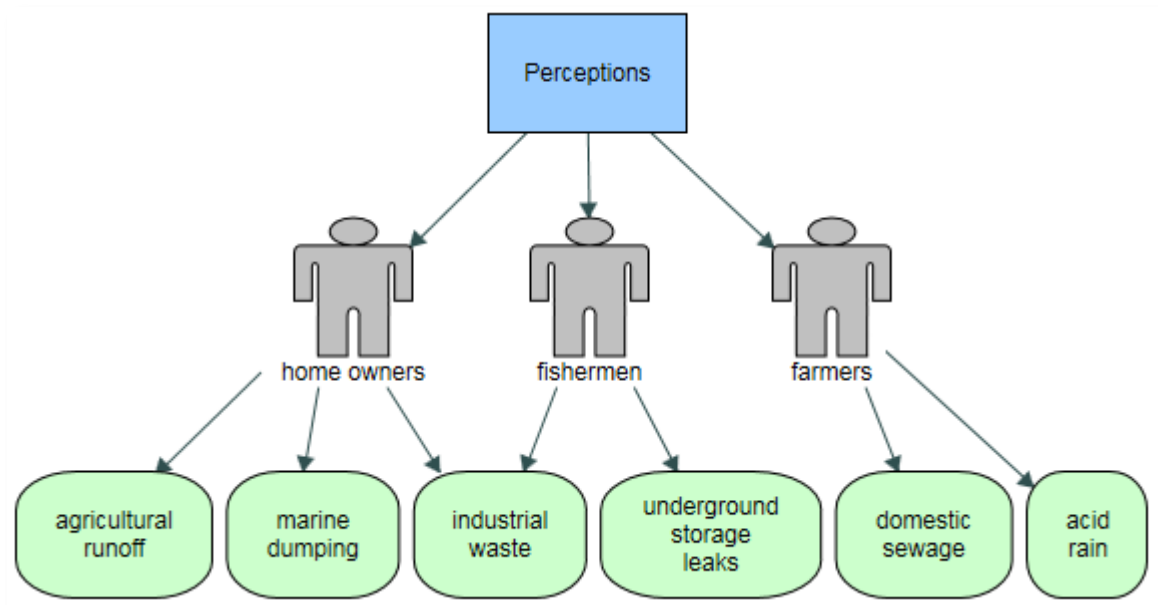 Perceptions
home owners
fishermen
farmers
agricultural
runoff
marine
dumping
industrial
waste
underground
storage
leaks
domestic
sewage
acid
rain